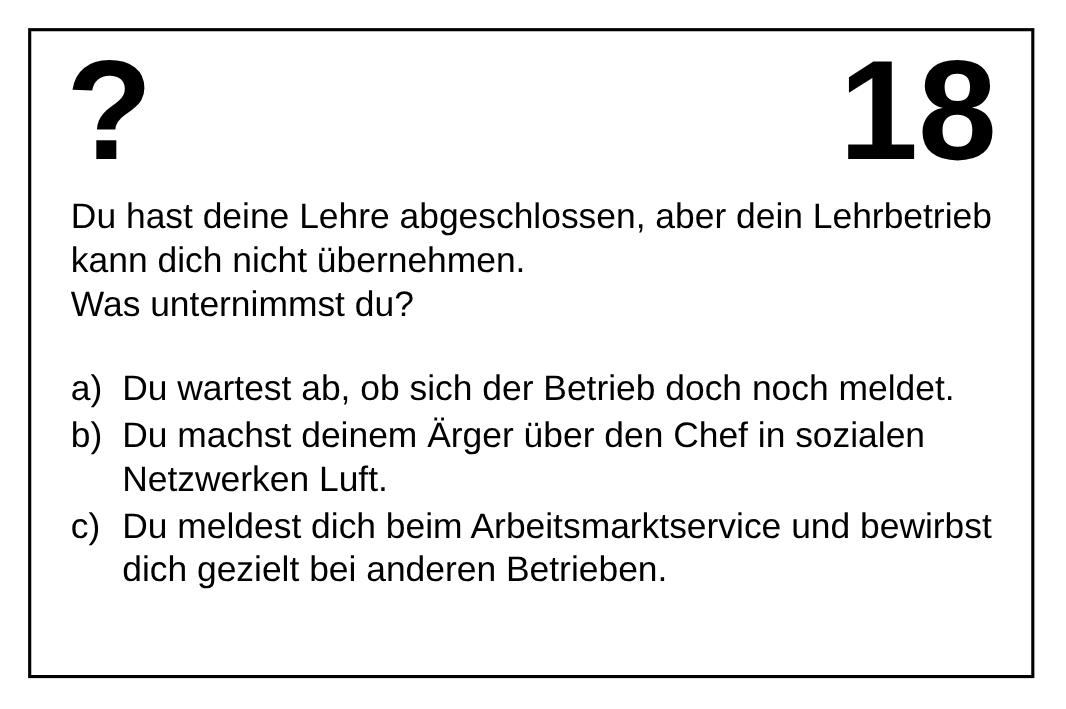 ? 18
Du hast deine Lehre abgeschlossen, aber dein Lehrbetrieb
kann dich nicht übernehmen.
Was unternimmst du?
a) Du wartest ab, ob sich der Betrieb doch noch meldet.
b) Du machst deinem Ärger über den Chef in sozialen
Netzwerken Luft.
c) Du meldest dich beim Arbeitsmarktservice und bewirbst
dich gezielt bei anderen Betrieben.